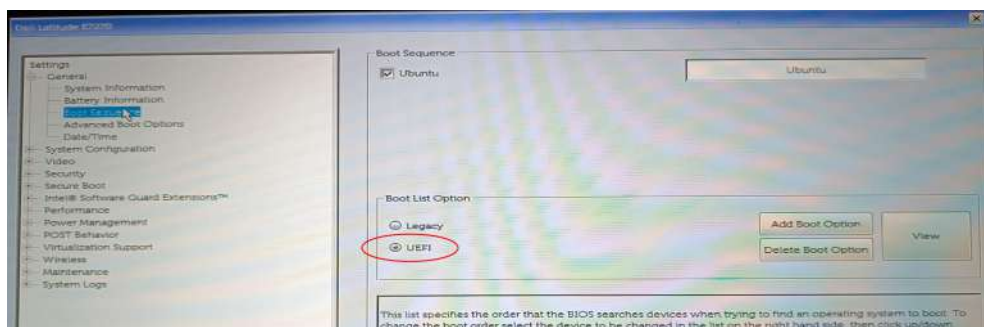 Dell Latitude E7270
Settings
General
System Information
Battery Information
Boot Sequence
Advanced Boot Options
Date/Time
System Configuration
Video
Security
Secure Boot
Intel® Software Guard Extensions™
Performance
Power Management
POST Behavior
Virtualization Support
Wireless
Maintenance
System Logs
Boot Sequence
Ubuntu
Ubuntu
Boot List Option
Legacy
UEFI
Add Boot Option
Delete Boot Option
View
This list specifies the order that the BIOS searches devices when trying to find an operating system to boot. To
change the boot order select the device to be changed in the list on the right hand side, then click up/down